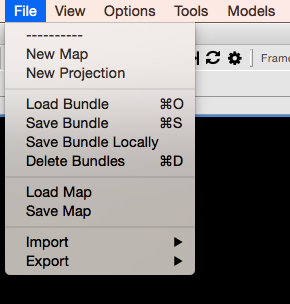 File View Options Tools Models
----------
New Map
New Projection
Frame
Load Bundle ⌘O
Save Bundle ⌘S
Save Bundle Locally
Delete Bundles ⌘D
Load Map
Save Map
Import ▶
Export ▶